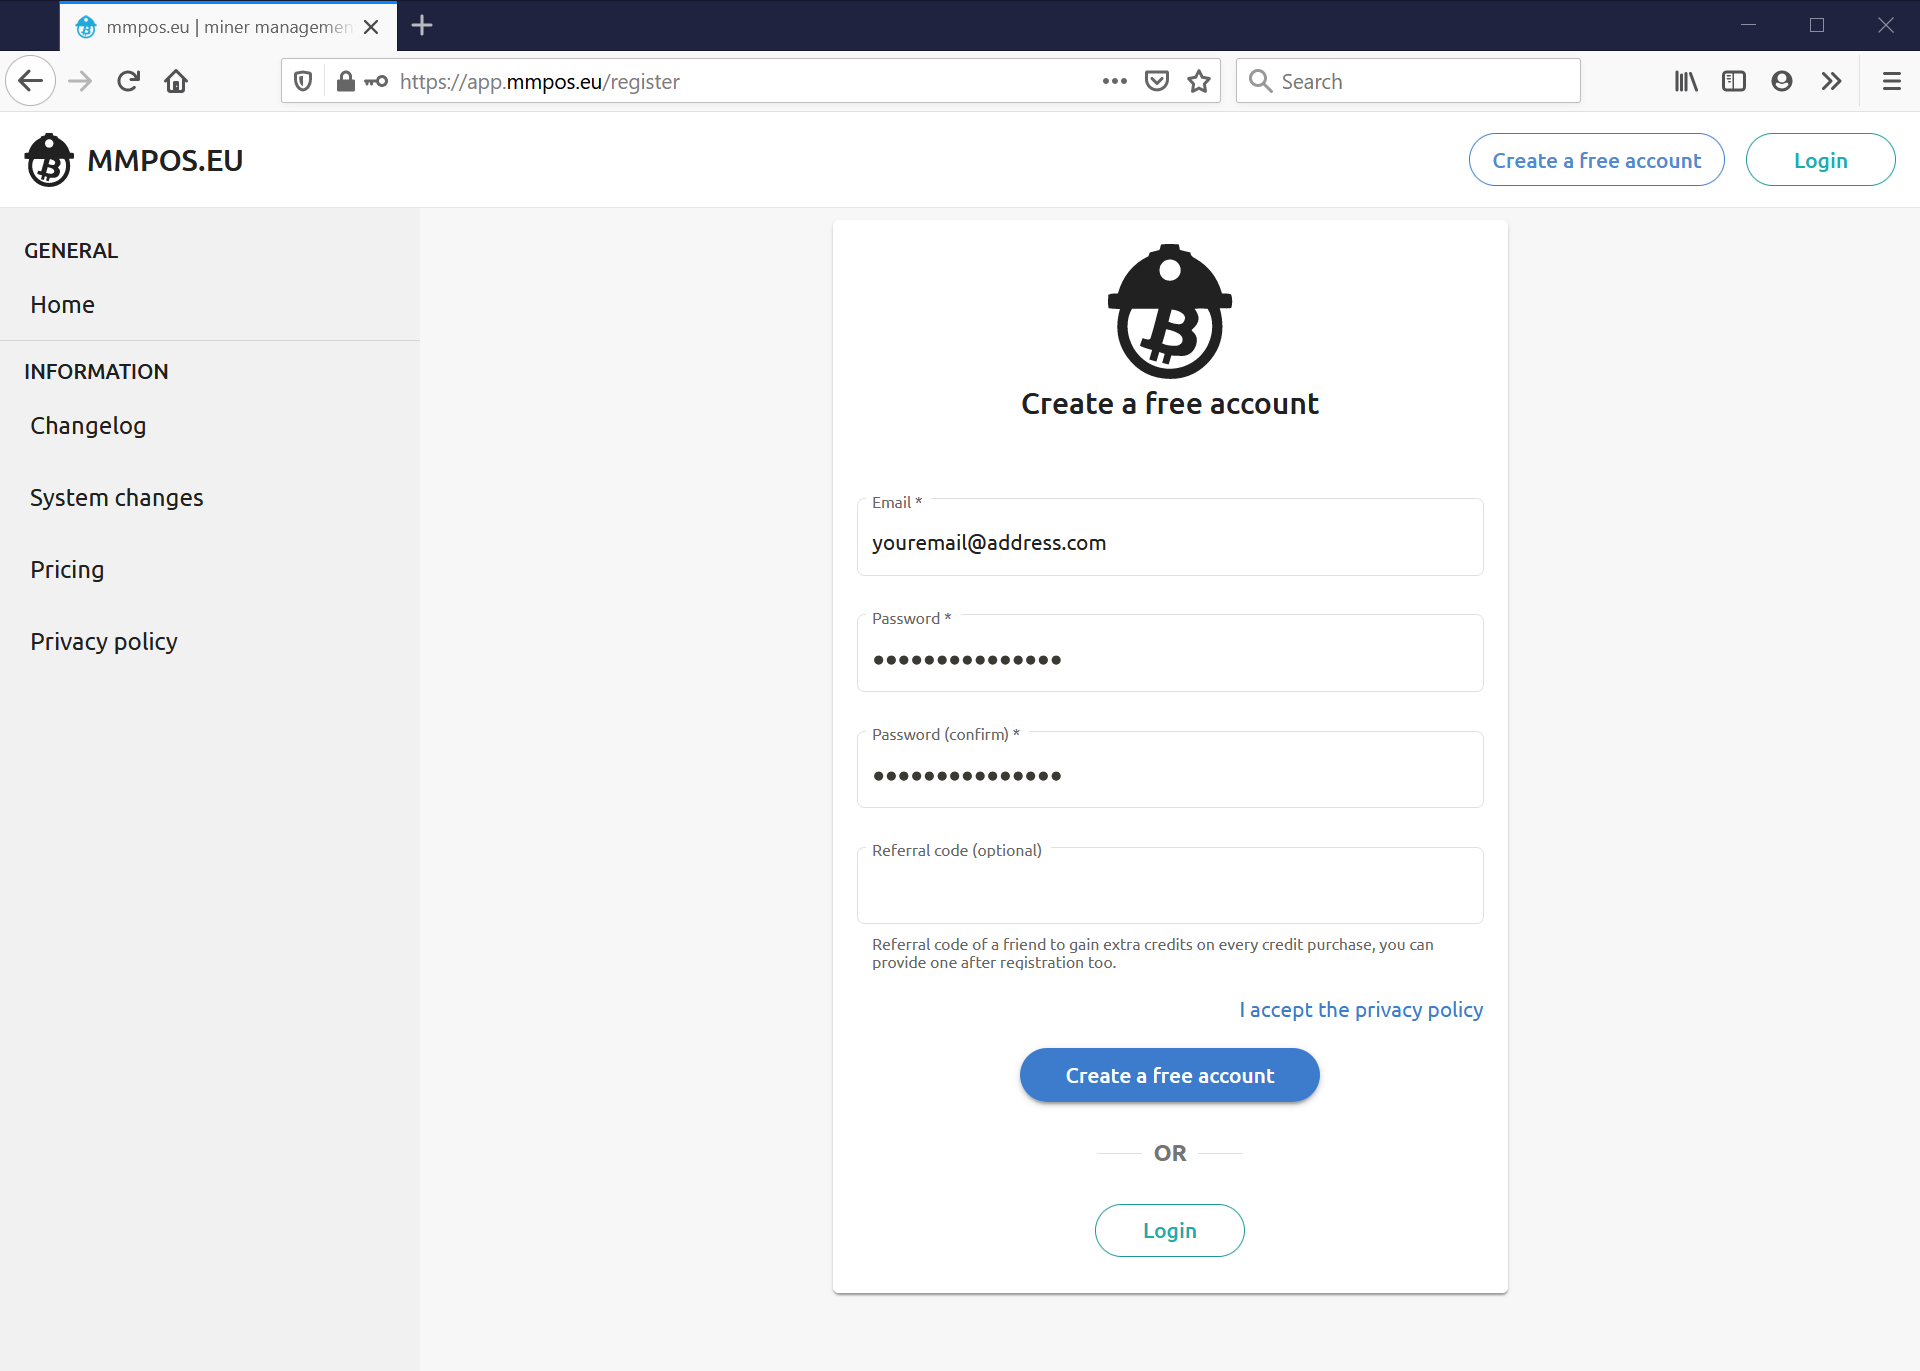 mmpos.eu | miner managemen
https://app.mmpos.eu/register
Search
MMPOS.EU
Create a free account
Login
GENERAL
Home
INFORMATION
Changelog
System changes
Pricing
Privacy policy
Create a free account
Email *
youremail@address.com
Password *
●●●●●●●●●●●●●●●
Password (confirm) *
●●●●●●●●●●●●●●●
Referral code (optional)
Referral code of a friend to gain extra credits on every credit purchase, you can
provide one after registration too.
I accept the privacy policy
Create a free account
OR
Login